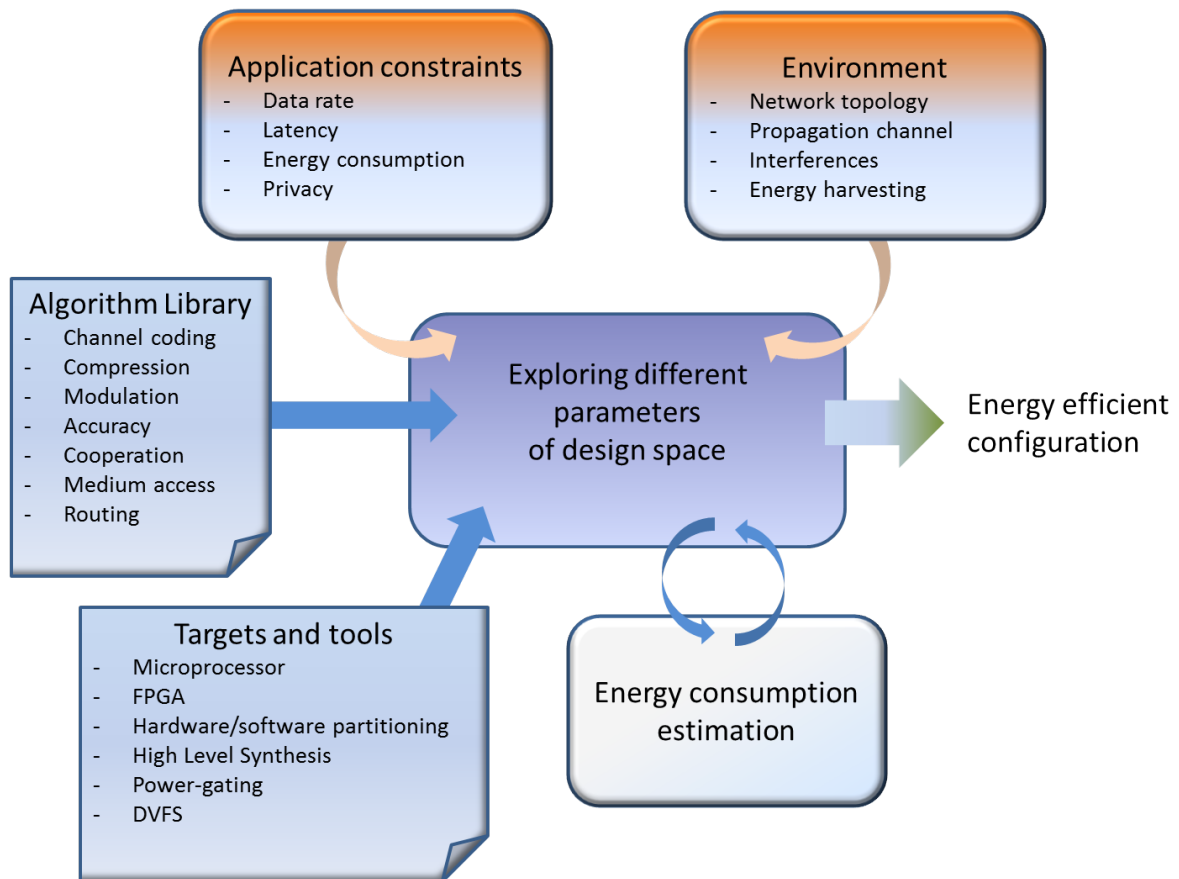 Application constraints
- Data rate
- Latency
- Energy consumption
- Privacy
Environment
- Network topology
- Propagation channel
- Interferences
- Energy harvesting
Algorithm Library
- Channel coding
- Compression
- Modulation
- Accuracy
- Cooperation
- Medium access
- Routing
Exploring different
parameters
of design space
Energy efficient
configuration
Targets and tools
- Microprocessor
- FPGA
- Hardware/software partitioning
- High Level Synthesis
- Power-gating
- DVFS
Energy consumption
estimation